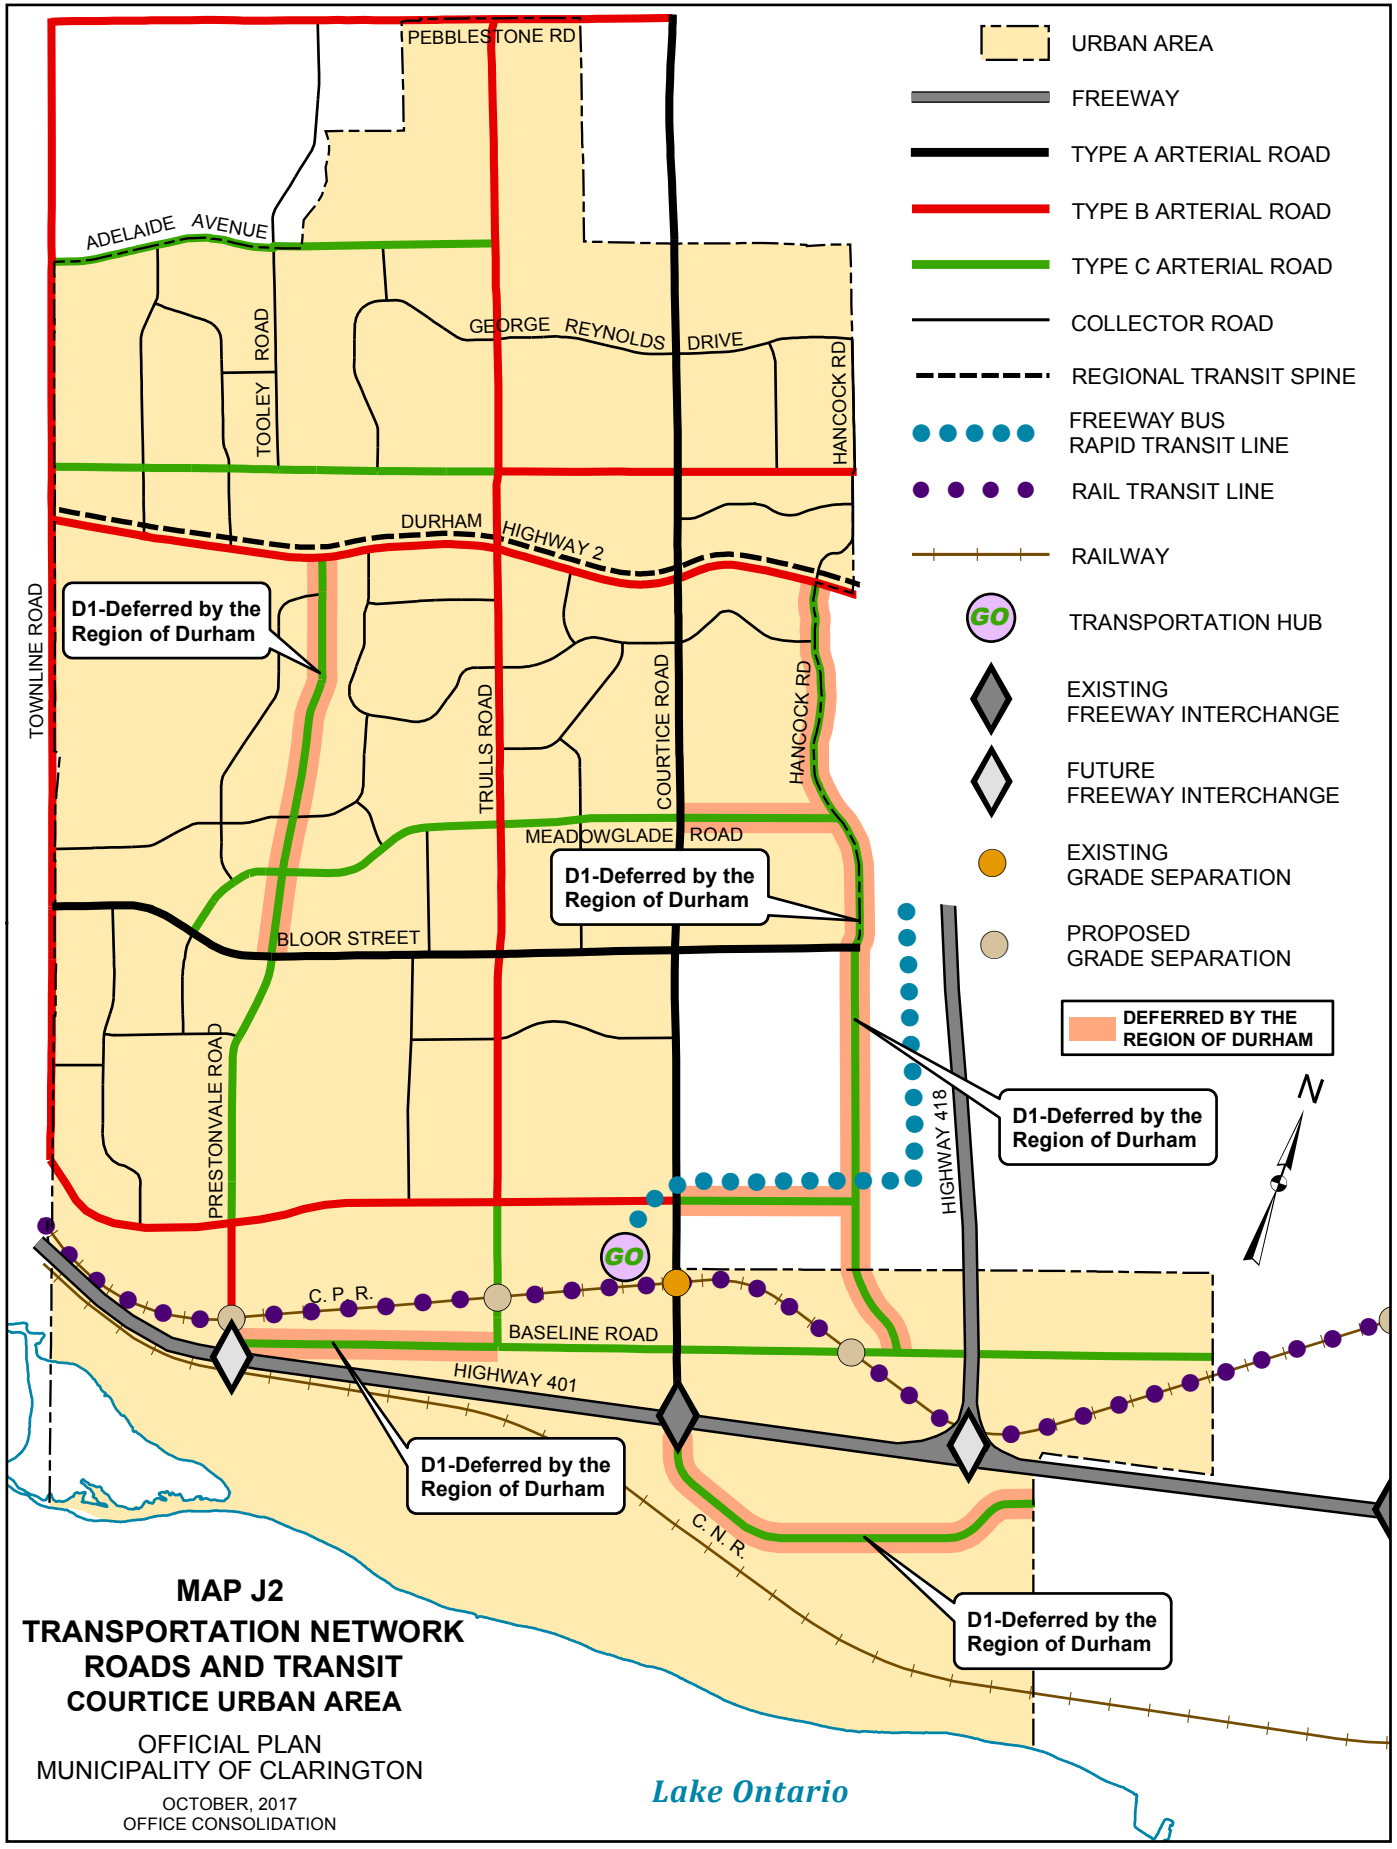 PEBBLESTONE RD
ADELAIDE AVENUE
TOOLEY ROAD
GEORGE REYNOLDS DRIVE
HANCOCK RD
DURHAM HIGHWAY 2
D1-Deferred by the
Region of Durham
TOWNLINE ROAD
TRULLS ROAD
COURTICE ROAD
HANCOCK RD
MEADOWGLADE ROAD
D1-Deferred by the
Region of Durham
BLOOR STREET
PRESTONVALE ROAD
HIGHWAY 418
D1-Deferred by the
Region of Durham
GO
C. P. R.
BASELINE ROAD
HIGHWAY 401
D1-Deferred by the
Region of Durham
C. N. R.
D1-Deferred by the
Region of Durham
URBAN AREA
FREEWAY
TYPE A ARTERIAL ROAD
TYPE B ARTERIAL ROAD
TYPE C ARTERIAL ROAD
COLLECTOR ROAD
REGIONAL TRANSIT SPINE
FREEWAY BUS
RAPID TRANSIT LINE
RAIL TRANSIT LINE
RAILWAY
GO
TRANSPORTATION HUB
EXISTING
FREEWAY INTERCHANGE
FUTURE
FREEWAY INTERCHANGE
EXISTING
GRADE SEPARATION
PROPOSED
GRADE SEPARATION
DEFERRED BY THE
REGION OF DURHAM
N
MAP J2
TRANSPORTATION NETWORK
ROADS AND TRANSIT
COURTICE URBAN AREA
OFFICIAL PLAN
MUNICIPALITY OF CLARINGTON
OCTOBER, 2017
OFFICE CONSOLIDATION
Lake Ontario